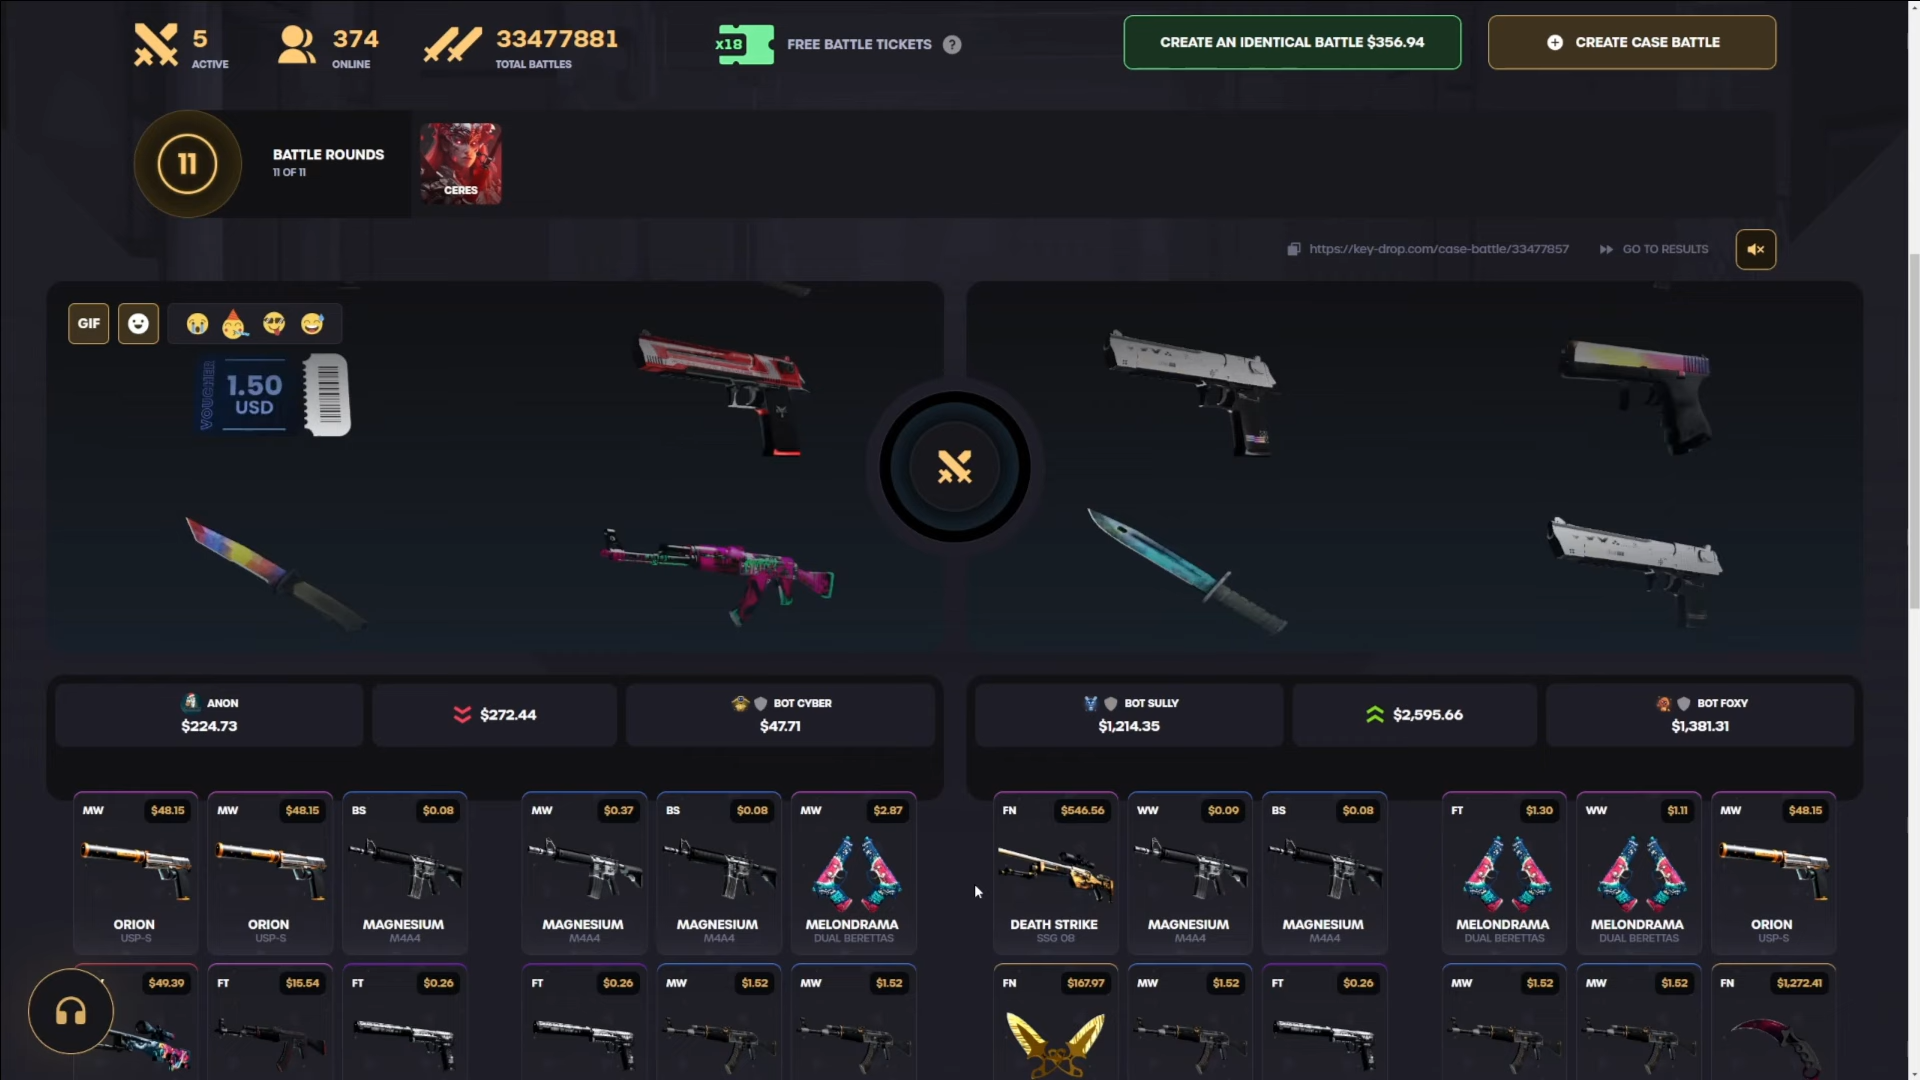 5
ACTIVE
374
ONLINE
33477881
TOTAL BATTLES
x18
FREE BATTLE TICKETS ?
CREATE AN IDENTICAL BATTLE $356.94
CREATE CASE BATTLE
11
BATTLE ROUNDS
11 OF 11
CERES
https://key-drop.com/case-battle/33477857
GO TO RESULTS
GIF
VOUCHER
1.50
USD
ANON
$224.73
$272.44
BOT CYBER
$47.71
BOT SULLY
$1,214.35
$2,595.66
BOT FOXY
$1,381.31
MW $48.15
ORION
USP-S
MW $48.15
ORION
USP-S
BS $0.08
MAGNESIUM
M4A4
MW $0.37
MAGNESIUM
M4A4
BS $0.08
MAGNESIUM
M4A4
MW $2.87
MELONDRAMA
DUAL BERETTAS
FN $546.56
DEATH STRIKE
SSG 08
WW $0.09
MAGNESIUM
M4A4
BS $0.08
MAGNESIUM
M4A4
FT $1.30
MELONDRAMA
DUAL BERETTAS
WW $1.11
MELONDRAMA
DUAL BERETTAS
MW $48.15
ORION
USP-S
$49.39
FT $15.54
FT $0.26
FT $0.26
MW $1.52
MW $1.52
FN $167.97
MW $1.52
FT $0.26
MW $1.52
MW $1.52
FN $1,272.41